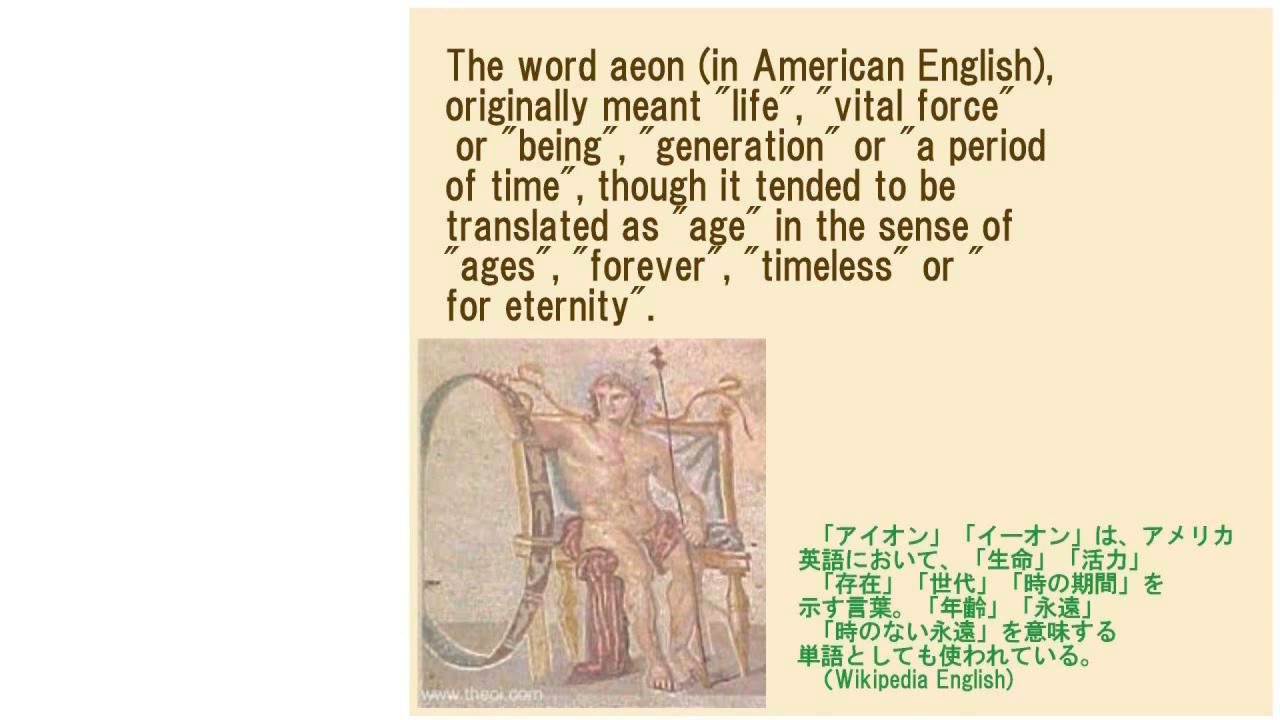 The word aeon (in American English),
originally meant "life", "vital force"
or "being", "generation" or "a period
of time", though it tended to be
translated as "age" in the sense of
"ages", "forever", "timeless" or "
for eternity".
www.theoi.com
「アイオン」「イーオン」は、アメリカ
英語において、「生命」「活力」
「存在」「世代」「時の期間」を
示す言葉。「年齢」「永遠」
「時のない永遠」を意味する
単語としても使われている。
(Wikipedia English)